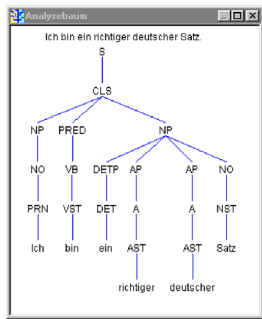 Analysebaum
Ich bin ein richtiger deutscher Satz.
S
CLS
NP PRED NP
NO VB DETP AP AP NO
PRN VST DET A A NST
Ich bin ein AST AST Satz
richtiger deutscher